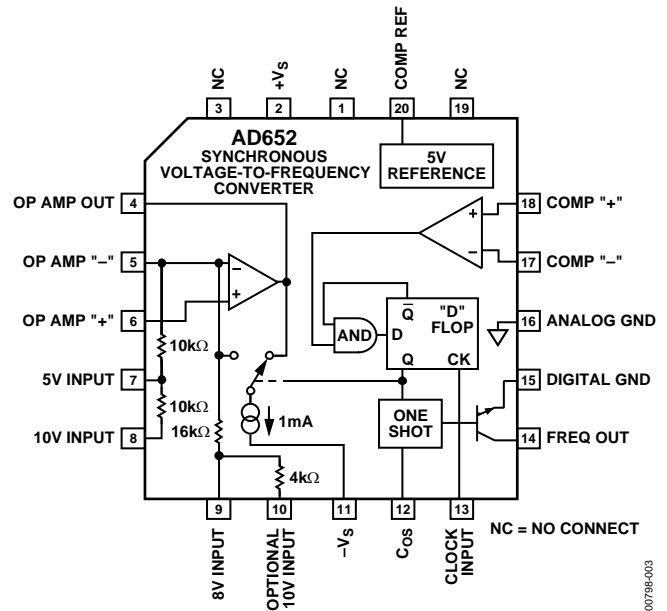 NC
+VS
NC
COMP REF
NC
3
2
1
20
19
AD652
SYNCHRONOUS
VOLTAGE-TO-FREQUENCY
CONVERTER
5V
REFERENCE
OP AMP OUT
4
18
COMP "+"
+
–
OP AMP "–"
5
17
COMP "–"
–
+
OP AMP "+"
6
Q̅
"D"
FLOP
16
ANALOG GND
AND
D
10kΩ
Q
CK
5V INPUT
7
15
DIGITAL GND
10kΩ
ONE
SHOT
16kΩ
1mA
10V INPUT
8
14
FREQ OUT
4kΩ
9
10
11
12
13
8V INPUT
OPTIONAL
10V INPUT
–VS
COS
CLOCK
INPUT
NC = NO CONNECT
00798-003